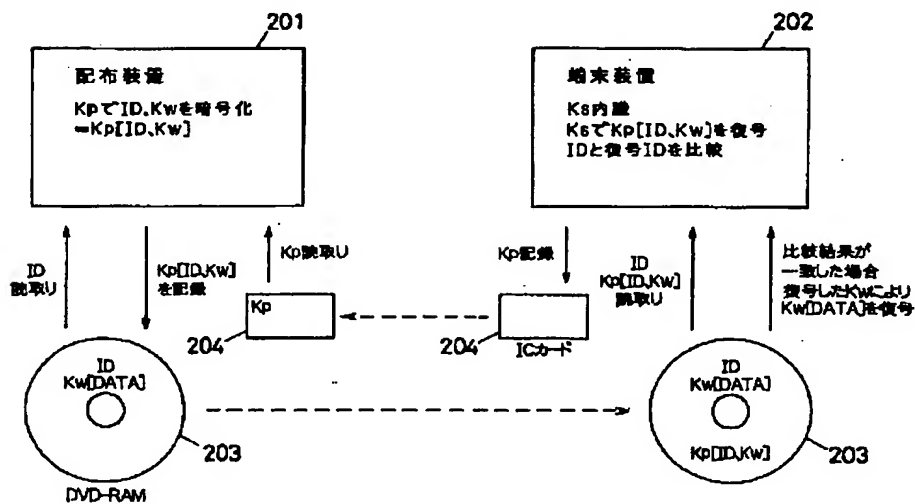 201
配布装置
KpでID,Kwを暗号化
=Kp[ID,Kw]
202
端末装置
Ks内蔵
KsでKp[ID,Kw]を復号
IDと復号IDを比較
ID
読取り
Kp[ID,Kw]
を記録
Kp読取り
Kp記録
ID
Kp[ID,Kw]
読取り
比較結果が
一致した場合
復号したKwにより
Kw[DATA]を復号
Kp
204
204
ICカード
ID
Kw[DATA]
203
DVD-RAM
ID
Kw[DATA]
Kp[ID,Kw]
203